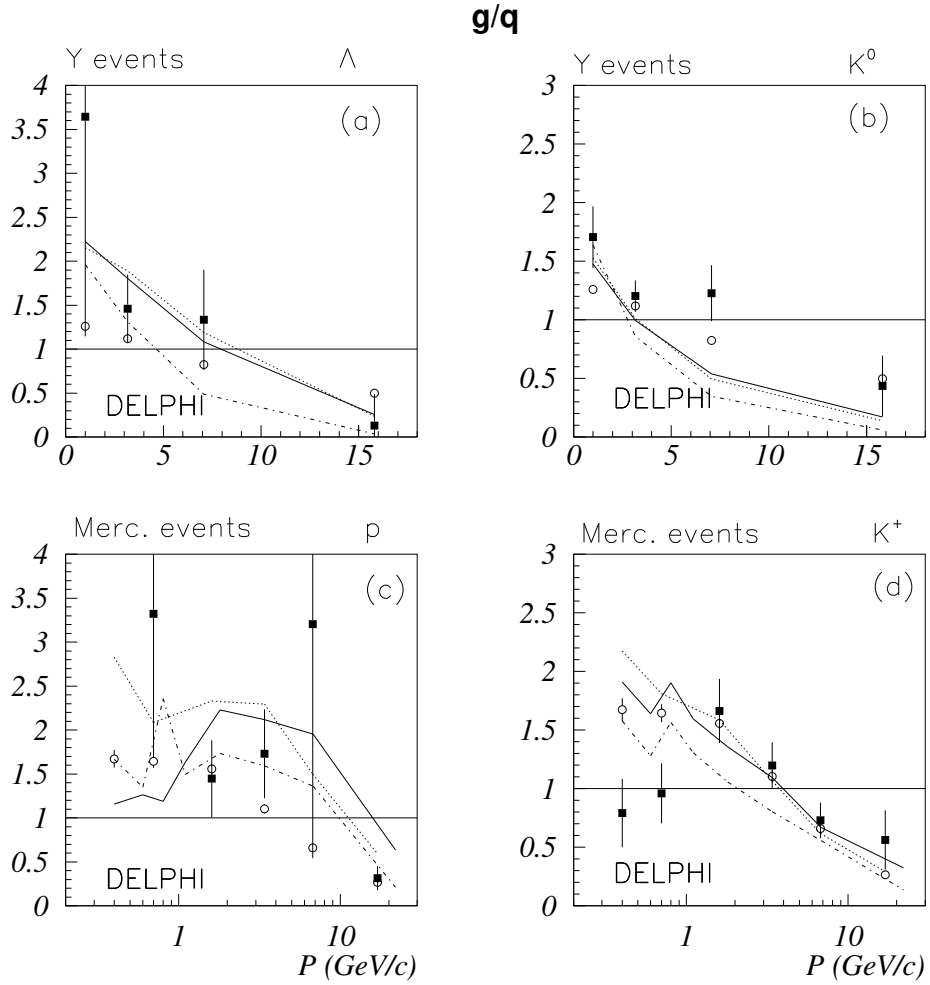 g/q
Y events Λ
4
3.5
3
2.5
2
1.5
1
0.5
0
(a)
DELPHI
0 5 10 15
Y events K⁰
3
2.5
2
1.5
1
0.5
0
(b)
DELPHI
0 5 10 15
Merc. events p
4
3.5
3
2.5
2
1.5
1
0.5
0
(c)
DELPHI
1 10
P (GeV/c)
Merc. events K⁺
3
2.5
2
1.5
1
0.5
0
(d)
DELPHI
1 10
P (GeV/c)